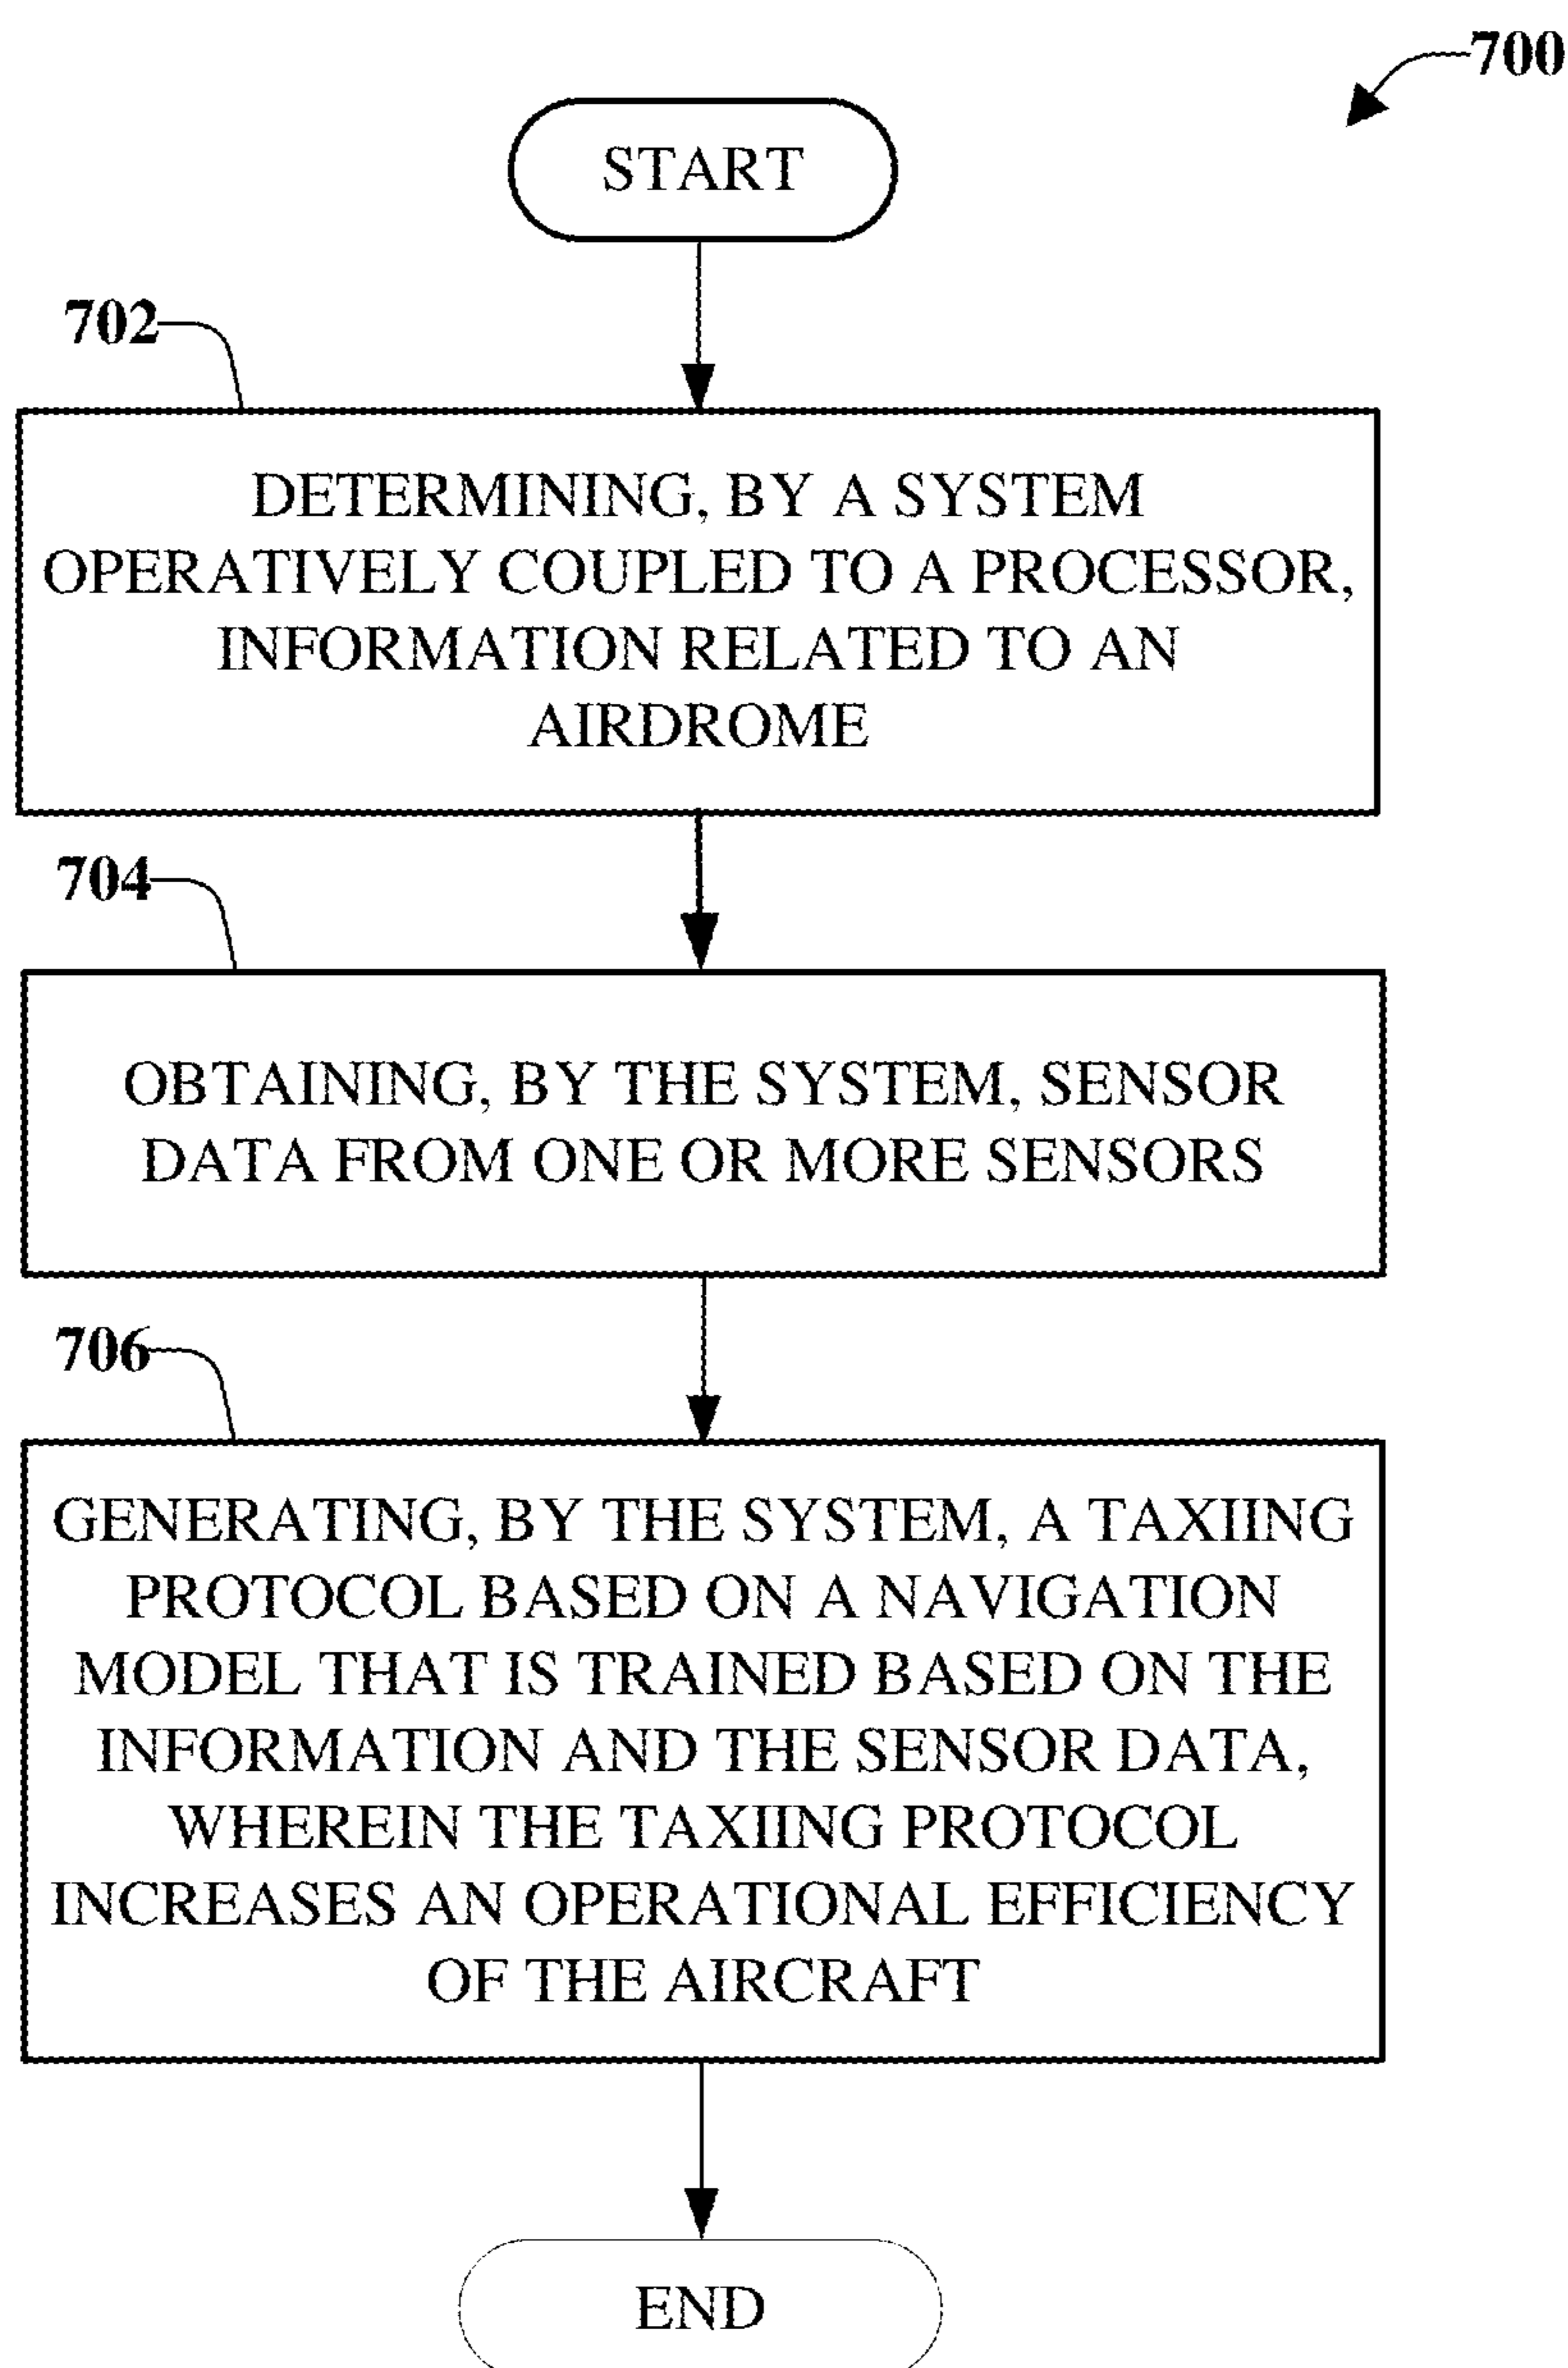 700
START
702
DETERMINING, BY A SYSTEM
OPERATIVELY COUPLED TO A PROCESSOR,
INFORMATION RELATED TO AN
AIRDROME
704
OBTAINING, BY THE SYSTEM, SENSOR
DATA FROM ONE OR MORE SENSORS
706
GENERATING, BY THE SYSTEM, A TAXIING
PROTOCOL BASED ON A NAVIGATION
MODEL THAT IS TRAINED BASED ON THE
INFORMATION AND THE SENSOR DATA,
WHEREIN THE TAXIING PROTOCOL
INCREASES AN OPERATIONAL EFFICIENCY
OF THE AIRCRAFT
END